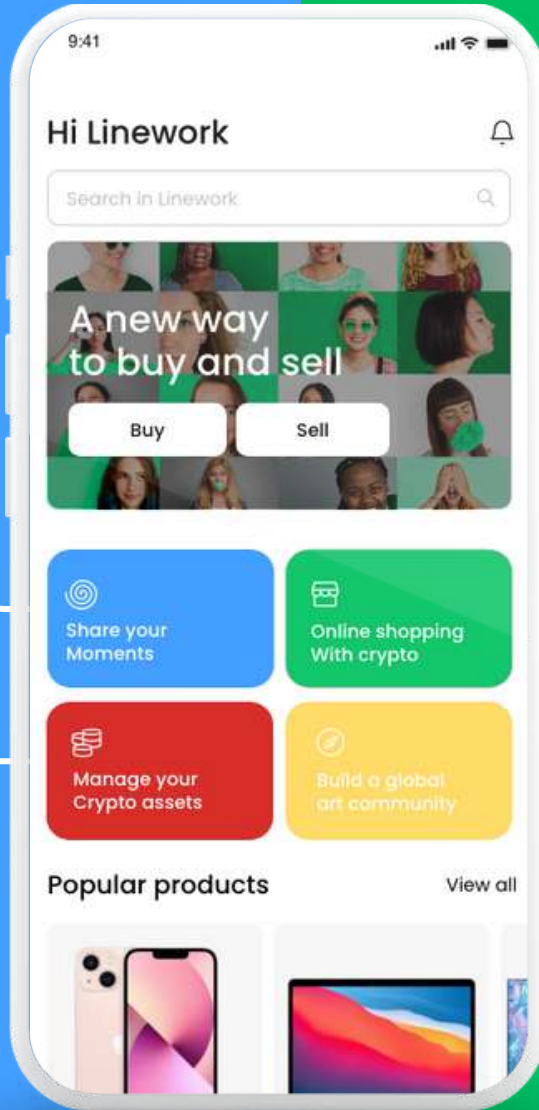 9:41
Hi Linework
Search in Linework
A new way
to buy and sell
Buy
Sell
Share your
Moments
Online shopping
With crypto
Manage your
Crypto assets
Build a global
art community
Popular products
View all